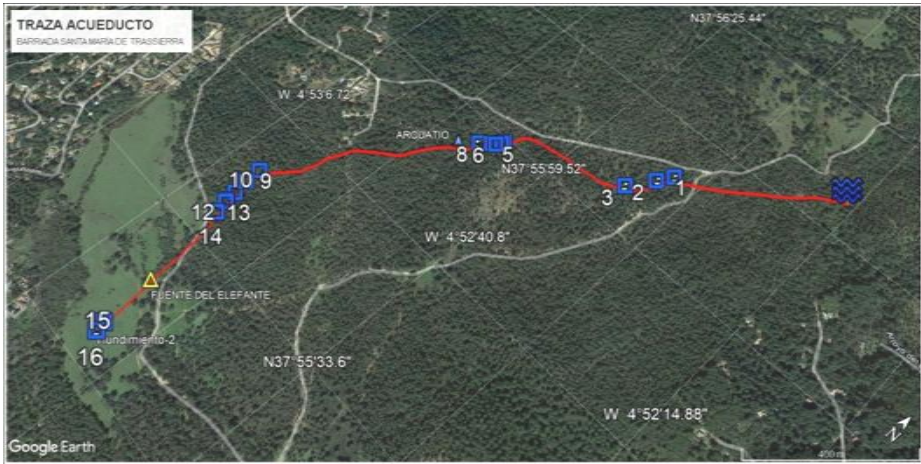 TRAZA ACUEDUCTO
BARRIADA SANTA MARIA DE TRASSIERRA
N37°56'25.44"
W 4°53'6.72"
ARQUATIO
8 6 5
N37°55'59.52"
10 9
3 2 1
12 13
14
W 4°52'40.8"
FUENTE DEL ELEFANTE
15
Hundimiento-2
16
N37°55'33.6"
W 4°52'14.88"
N
Google Earth
400 m